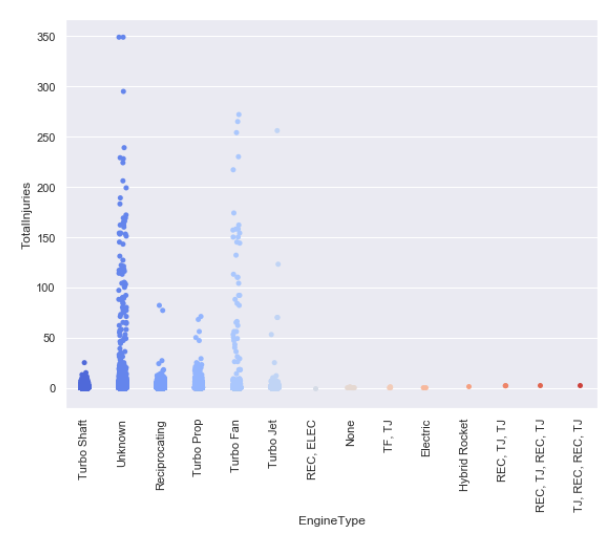 350
300
250
200
150
100
50
0
TotalInjuries
Turbo Shaft
Unknown
Reciprocating
Turbo Prop
Turbo Fan
Turbo Jet
REC, ELEC
None
TF, TJ
Electric
Hybrid Rocket
REC, TJ, TJ
REC, TJ, REC, TJ
TJ, REC, REC, TJ
EngineType